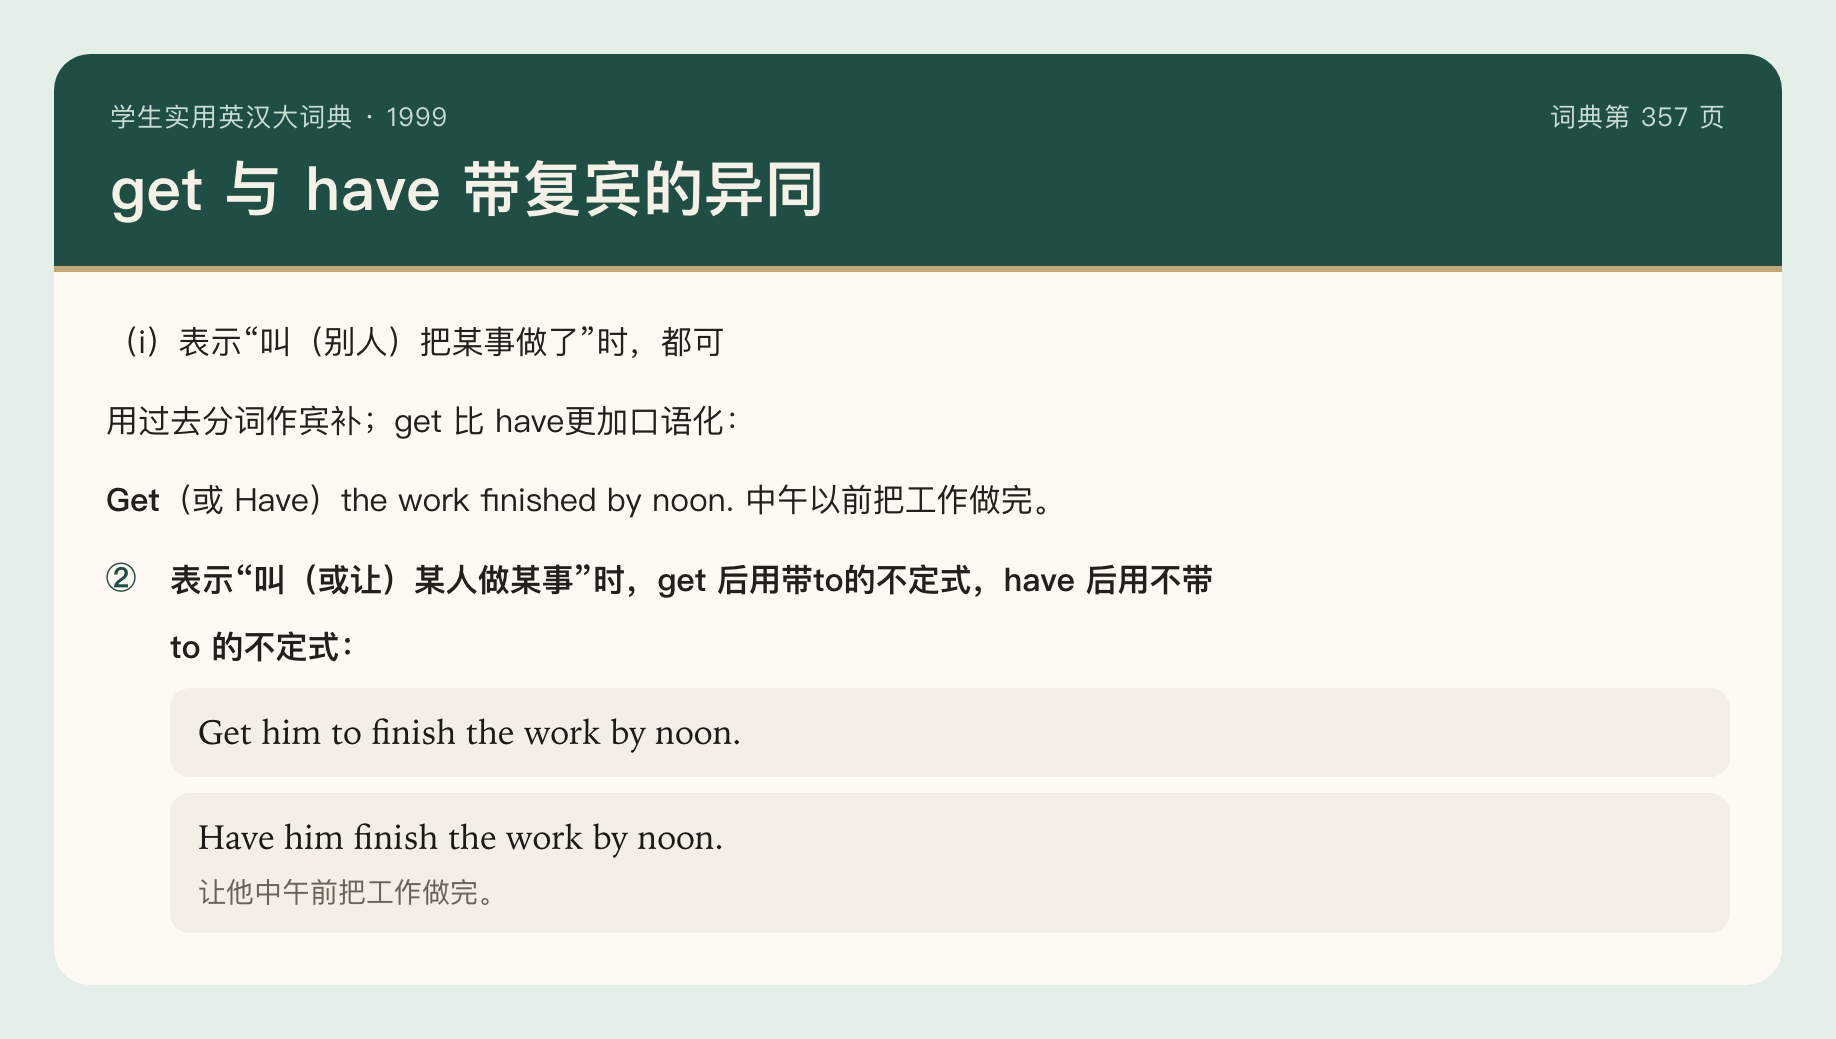 学生实用英汉大词典 · 1999
词典第 357 页
get 与 have 带复宾的异同
（i）表示“叫（别人）把某事做了”时，都可
用过去分词作宾补；get 比 have更加口语化：
Get（或 Have）the work finished by noon. 中午以前把工作做完。
② 表示“叫（或让）某人做某事”时，get 后用带to的不定式，have 后用不带
to 的不定式：
Get him to finish the work by noon.
Have him finish the work by noon.
让他中午前把工作做完。